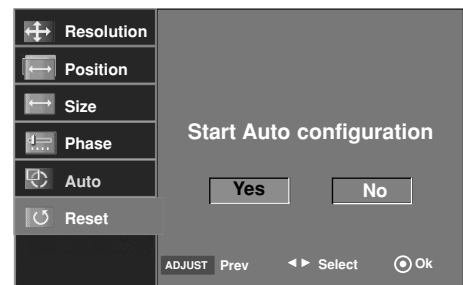 Resolution
Position
Size
Phase
Auto
Reset
Start Auto configuration
Yes No
ADJUST Prev ◄► Select Ok